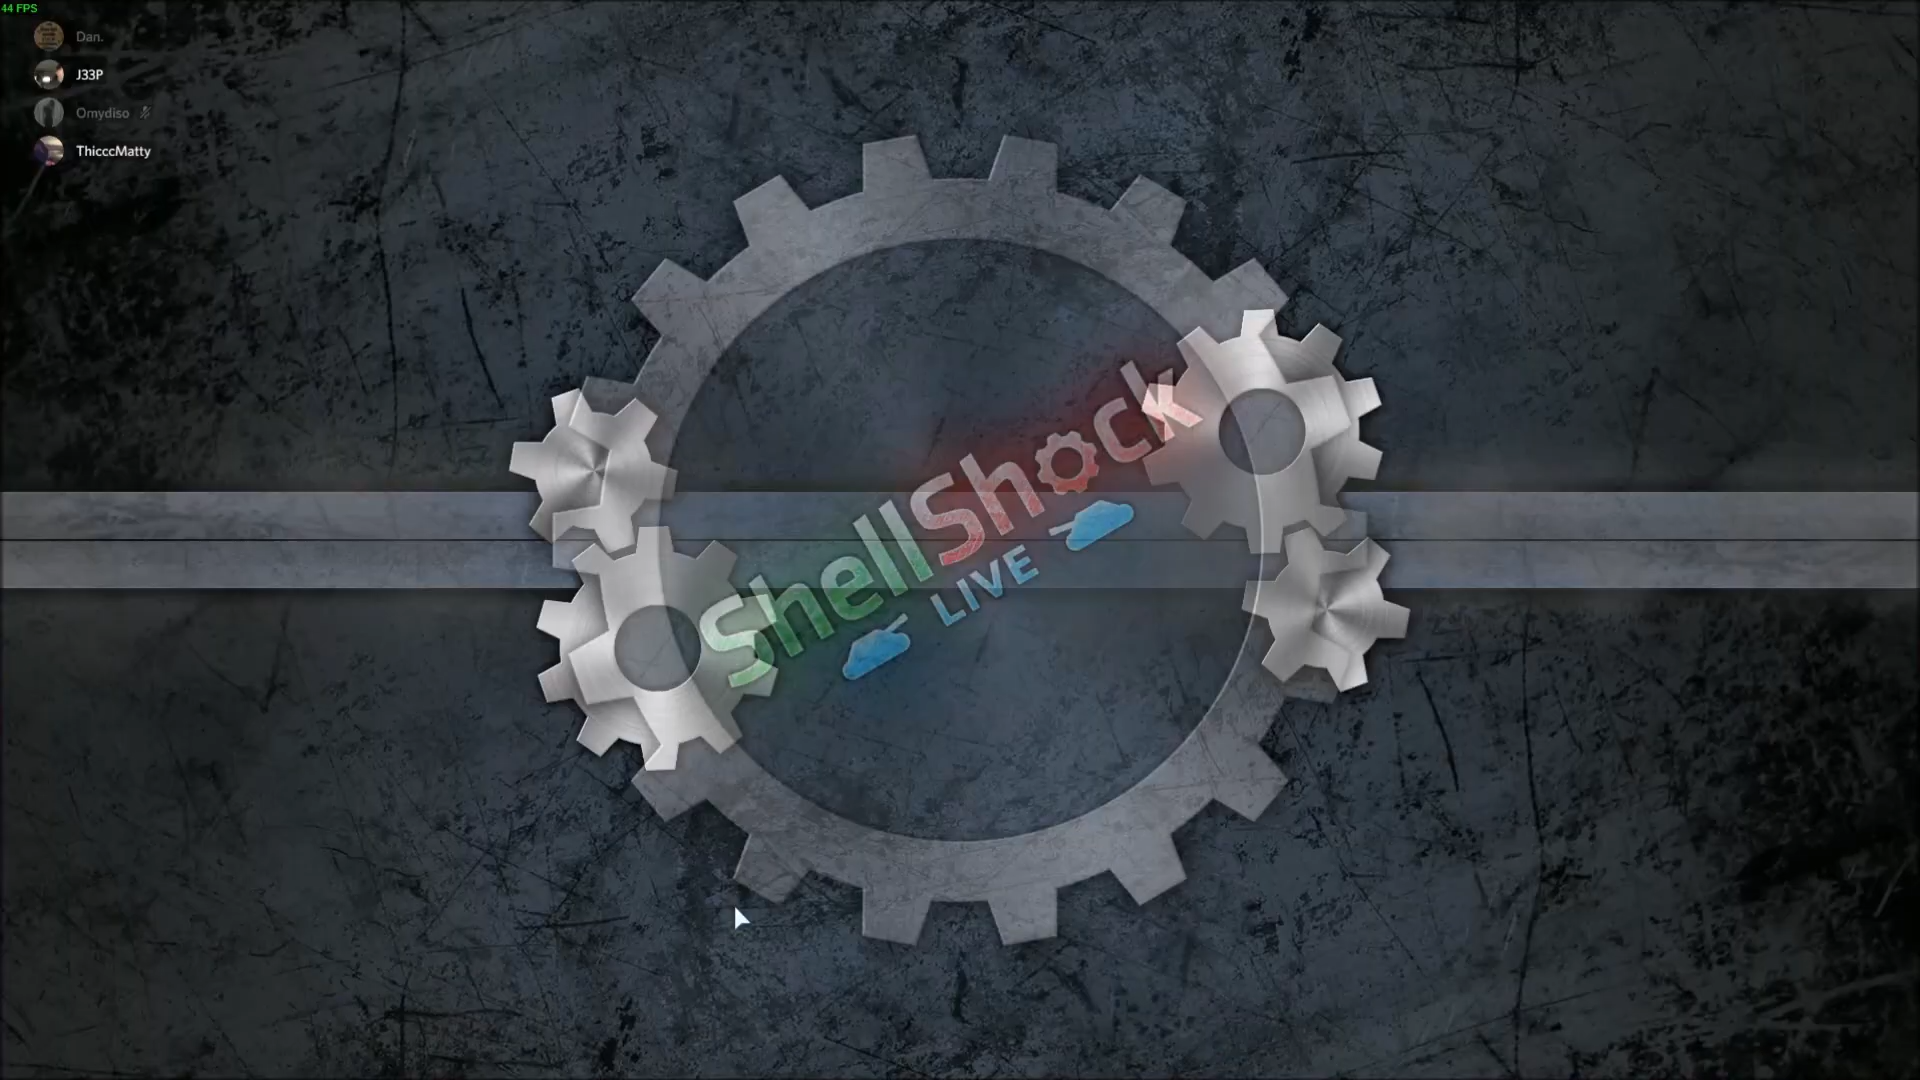 44 FPS
Dan.
J33P
Omydiso
ThicccMatty
ShellShock
LIVE